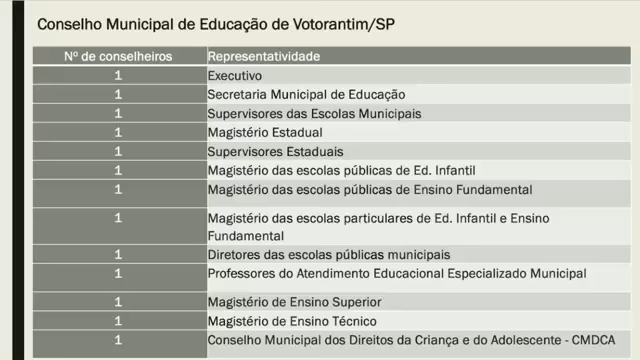 Conselho Municipal de Educação de Votorantim/SP
Nº de conselheiros Representatividade
1 Executivo
1 Secretaria Municipal de Educação
1 Supervisores das Escolas Municipais
1 Magistério Estadual
1 Supervisores Estaduais
1 Magistério das escolas públicas de Ed. Infantil
1 Magistério das escolas públicas de Ensino Fundamental
1 Magistério das escolas particulares de Ed. Infantil e Ensino
Fundamental
1 Diretores das escolas públicas municipais
1 Professores do Atendimento Educacional Especializado Municipal
1 Magistério de Ensino Superior
1 Magistério de Ensino Técnico
1 Conselho Municipal dos Direitos da Criança e do Adolescente - CMDCA